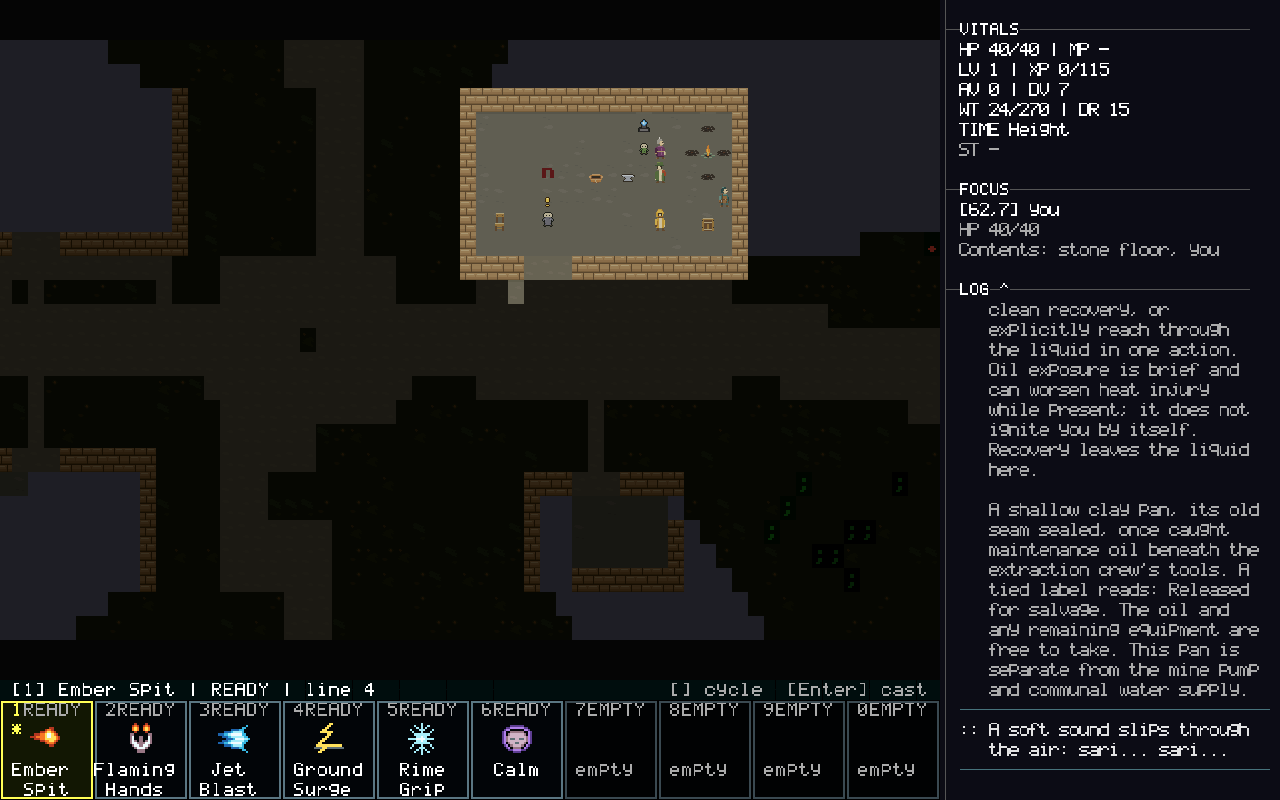 VITALS
HP 40/40 | MP -
LV 1 | XP 0/115
AV 0 | DV 7
WT 24/270 | DR 15
TIME Height
ST -
FOCUS
[62,7] You
HP 40/40
Contents: stone floor, you
LOG ^
clean recovery, or
explicitly reach through
the liquid in one action.
Oil exposure is brief and
can worsen heat injury
while present; it does not
ignite you by itself.
Recovery leaves the liquid
here.
A shallow clay pan, its old
seam sealed, once caught
maintenance oil beneath the
extraction crew's tools. A
tied label reads: Released
for salvage. The oil and
any remaining equipment are
free to take. This pan is
separate from the mine pump
and communal water supply.
:: A soft sound slips through
the air: sari... sari...
[1] Ember Spit | READY | line 4
[] cycle [Enter] cast
1READY 2READY 3READY 4READY 5READY 6READY 7EMPTY 8EMPTY 9EMPTY 0EMPTY
Ember Flaming Jet Ground Rime Calm empty empty empty empty
Spit Hands Blast Surge Grip